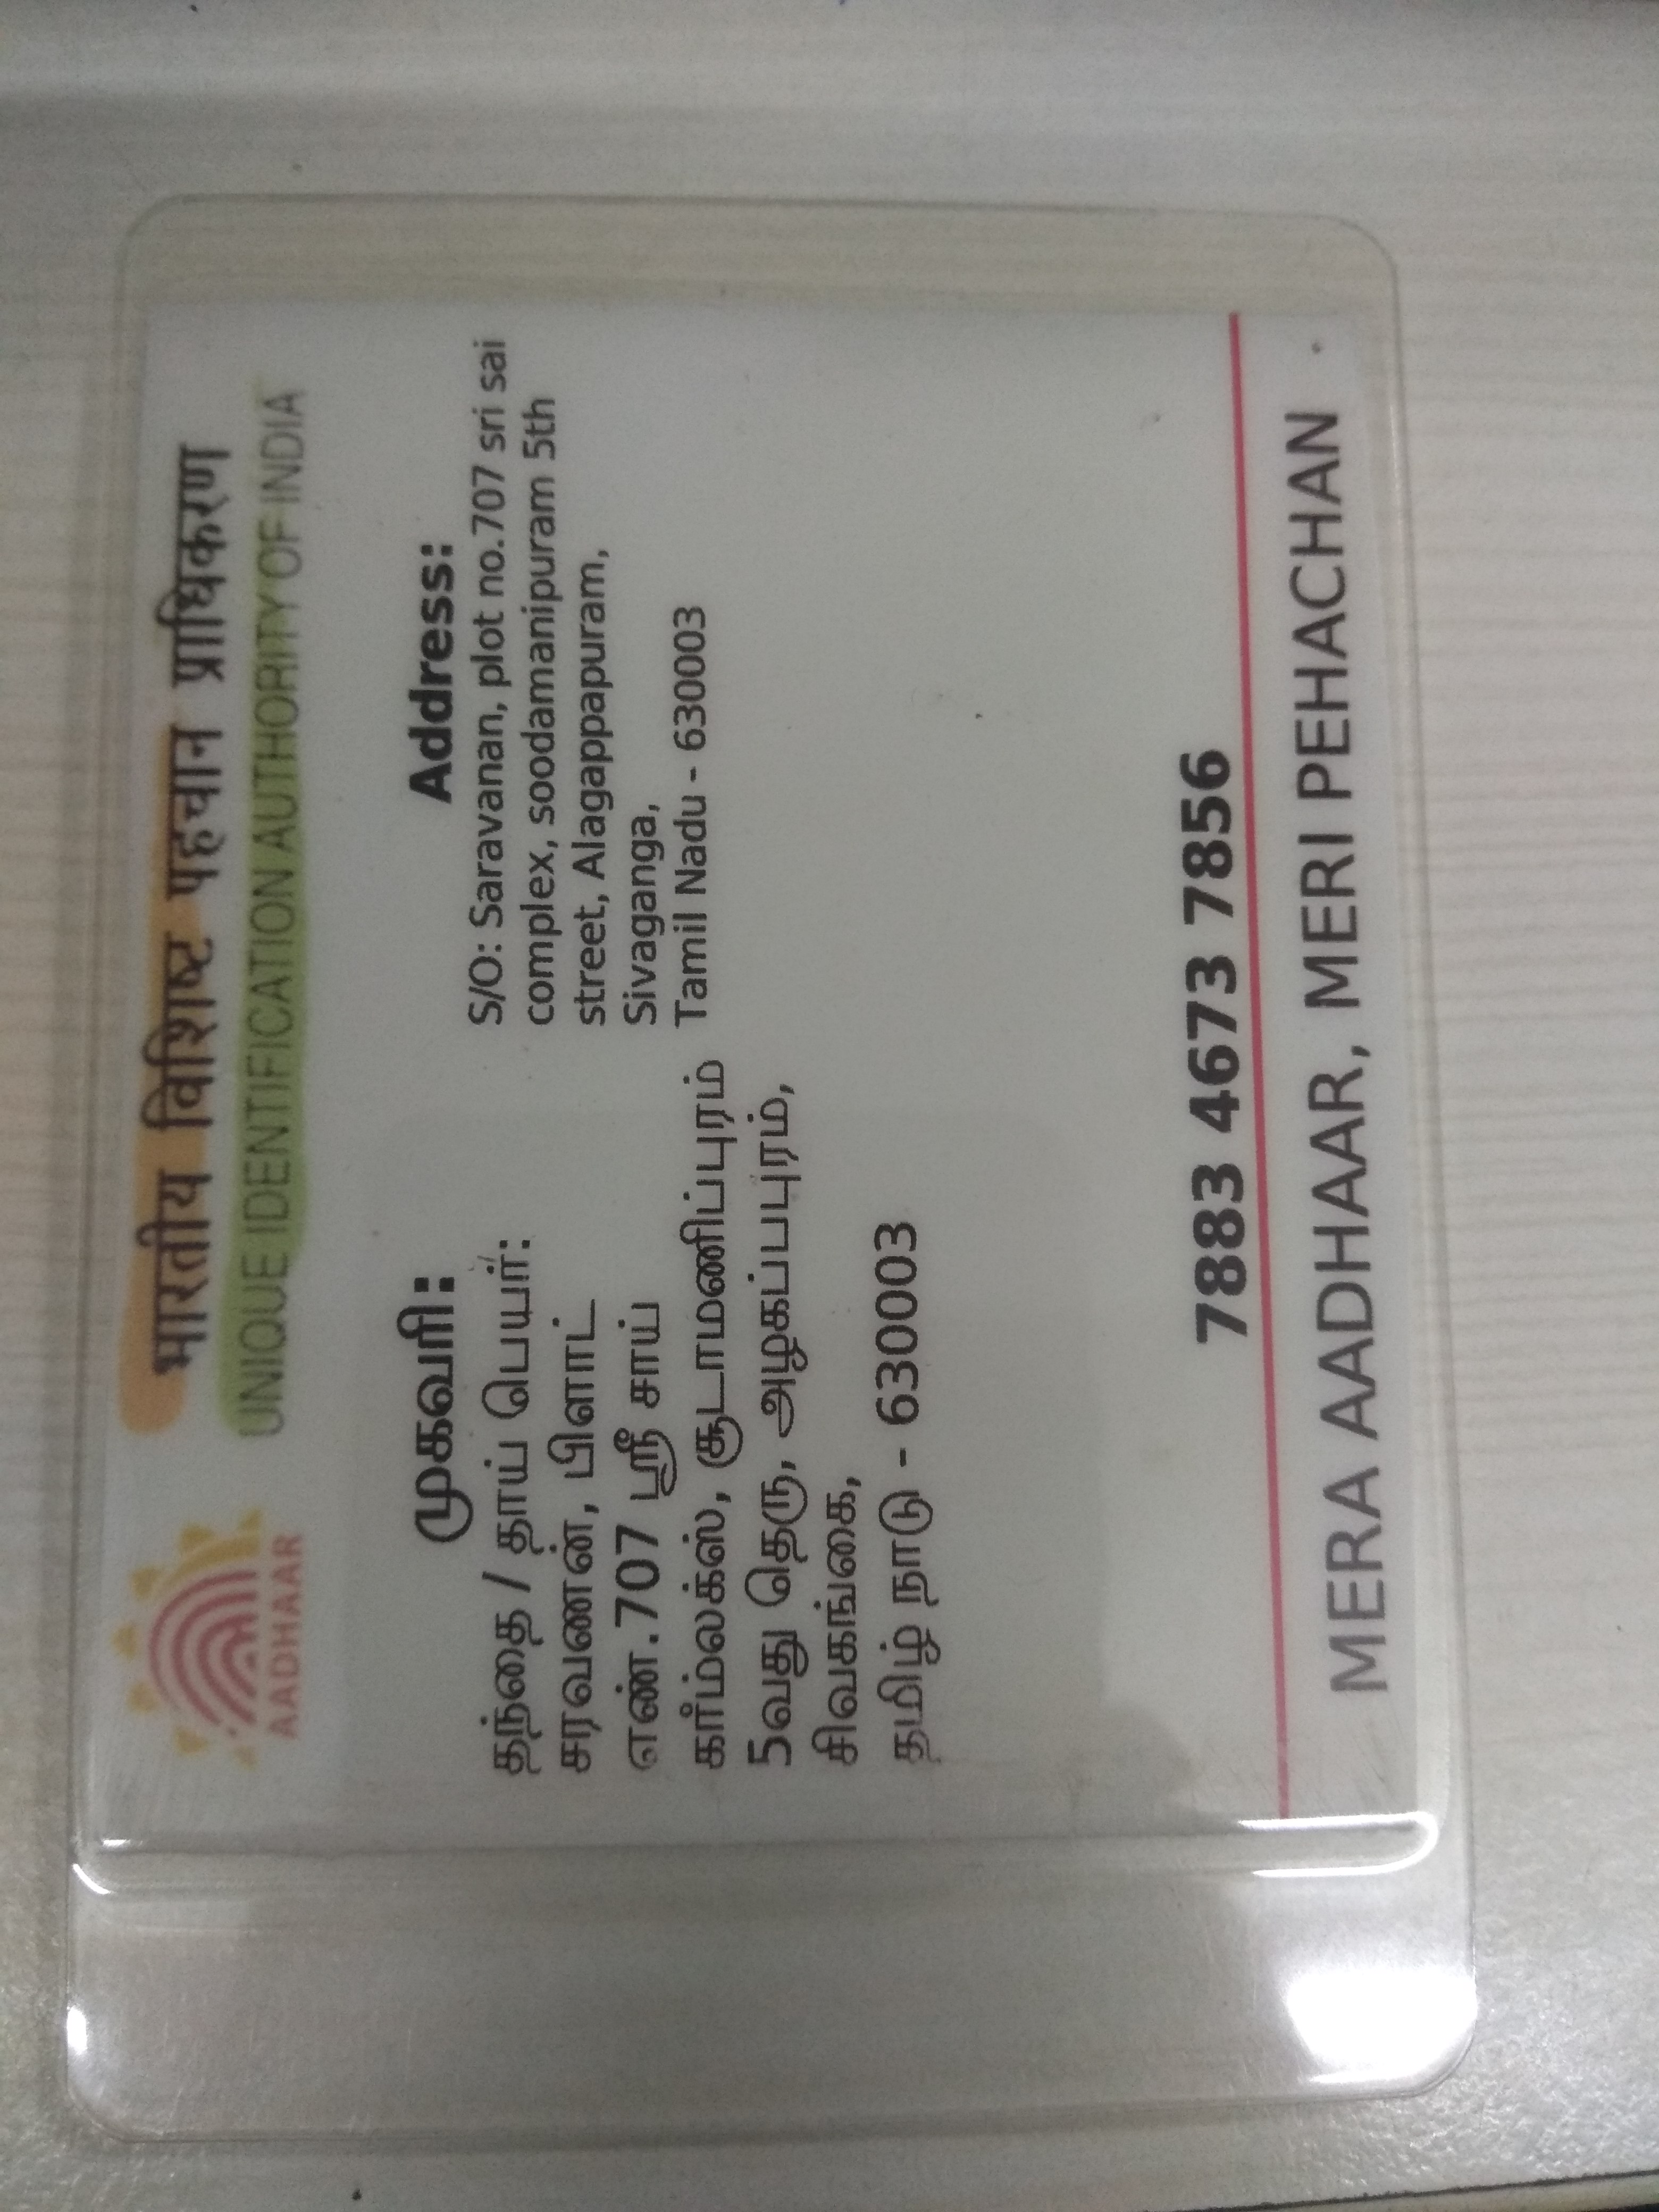 भारतीय विशिष्ट पहचान प्राधिकरण
UNIQUE IDENTIFICATION AUTHORITY OF INDIA
AADHAAR
முகவரி:
தந்தை / தாய் பெயர்:
சரவணன், பிளாட்
எண்.707 ஸ்ரீ சாய்
கார்ம்லக்ஸ், சூடாமணிப்புரம்
5வது தெரு, அழகப்பபுரம்,
சிவகங்கை,
தமிழ் நாடு - 630003
Address:
S/O: Saravanan, plot no.707 sri sai
complex, soodamanipuram 5th
street, Alagappapuram,
Sivaganga,
Tamil Nadu - 630003
7883 4673 7856
MERA AADHAAR, MERI PEHACHAN